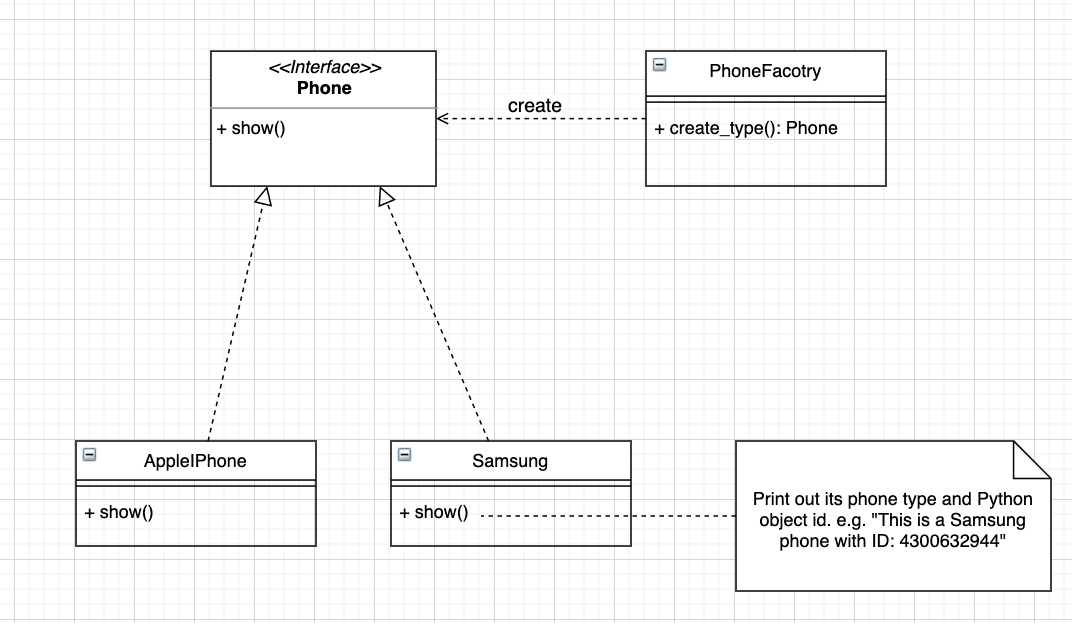 <<Interface>>
Phone
+ show()
create
PhoneFacotry
+ create_type(): Phone
AppleIPhone
+ show()
Samsung
+ show()
Print out its phone type and Python
object id. e.g. "This is a Samsung
phone with ID: 4300632944"